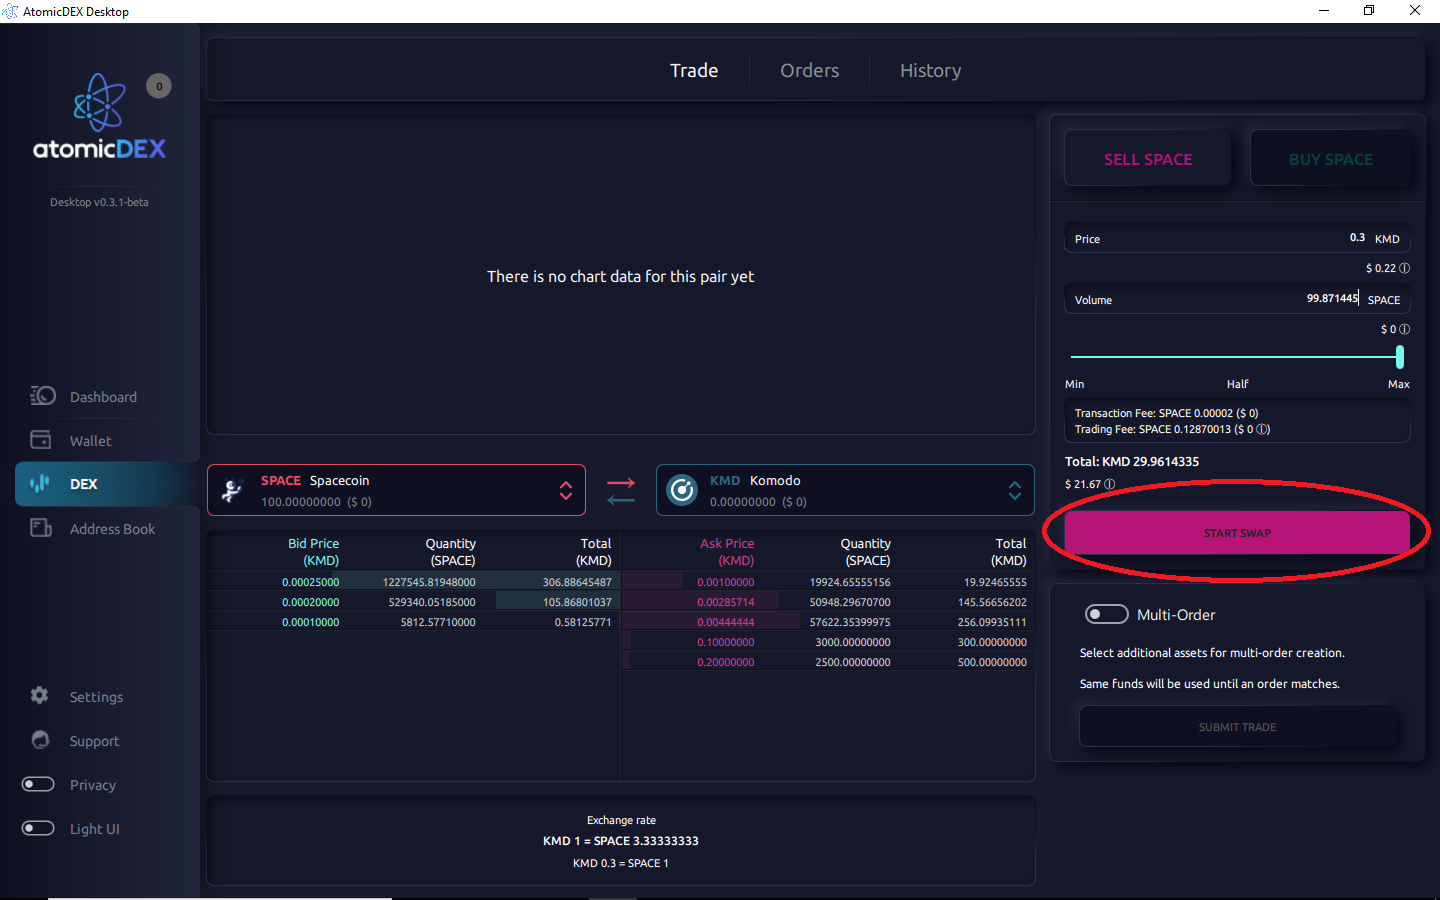 AtomicDEX Desktop
0
atomicDEX
Desktop v0.3.1-beta
Dashboard
Wallet
DEX
Address Book
Settings
Support
Privacy
Light UI
Trade
Orders
History
There is no chart data for this pair yet
SPACE Spacecoin
100.00000000 ($ 0)
KMD Komodo
0.00000000 ($ 0)
Bid Price Quantity Total
(KMD) (SPACE) (KMD)
0.00025000 1227545.81948000 306.88645487
0.00020000 529340.05185000 105.86801037
0.00010000 5812.57710000 0.58125771
Ask Price Quantity Total
(KMD) (SPACE) (KMD)
0.00100000 19924.65555156 19.92465555
0.00285714 50948.29670700 145.56656202
0.00444444 57622.35399975 256.09935111
0.10000000 3000.00000000 300.00000000
0.20000000 2500.00000000 500.00000000
Exchange rate
KMD 1 = SPACE 3.33333333
KMD 0.3 = SPACE 1
SELL SPACE
BUY SPACE
Price 0.3 KMD
$ 0.22
Volume 99.871445 SPACE
$ 0
Min Half Max
Transaction Fee: SPACE 0.00002 ($ 0)
Trading Fee: SPACE 0.12870013 ($ 0 )
Total: KMD 29.9614335
$ 21.67
START SWAP
Multi-Order
Select additional assets for multi-order creation.
Same funds will be used until an order matches.
SUBMIT TRADE